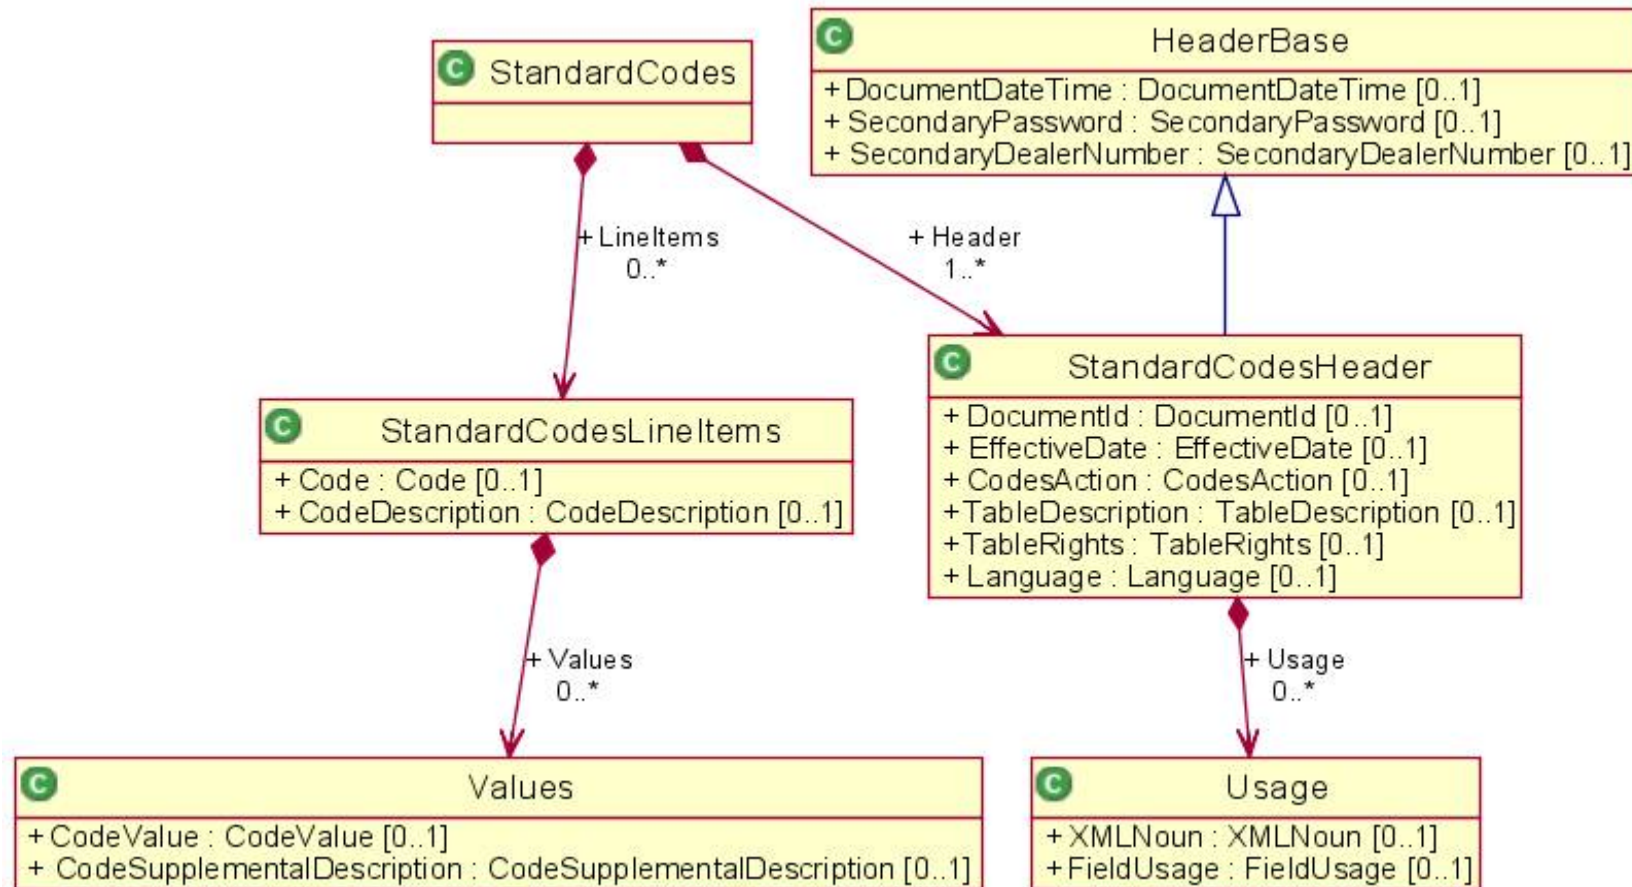 StandardCodes
HeaderBase
+ DocumentDateTime : DocumentDateTime [0..1]
+ SecondaryPassword : SecondaryPassword [0..1]
+ SecondaryDealerNumber : SecondaryDealerNumber [0..1]
+ LineItems
0..*
+ Header
1..*
C StandardCodesHeader
+ DocumentId : DocumentId [0..1]
+ EffectiveDate : EffectiveDate [0..1]
+ CodesAction : CodesAction [0..1]
+ TableDescription : TableDescription [0..1]
+ TableRights : TableRights [0..1]
+ Language : Language [0..1]
C StandardCodesLineItems
+ Code : Code [0..1]
+ CodeDescription : CodeDescription [0..1]
+ Values
0..*
+ Usage
0..*
C Values
+ CodeValue : CodeValue [0..1]
+ CodeSupplementalDescription : CodeSupplementalDescription [0..1]
C Usage
+ XMLNoun : XMLNoun [0..1]
+ FieldUsage : FieldUsage [0..1]